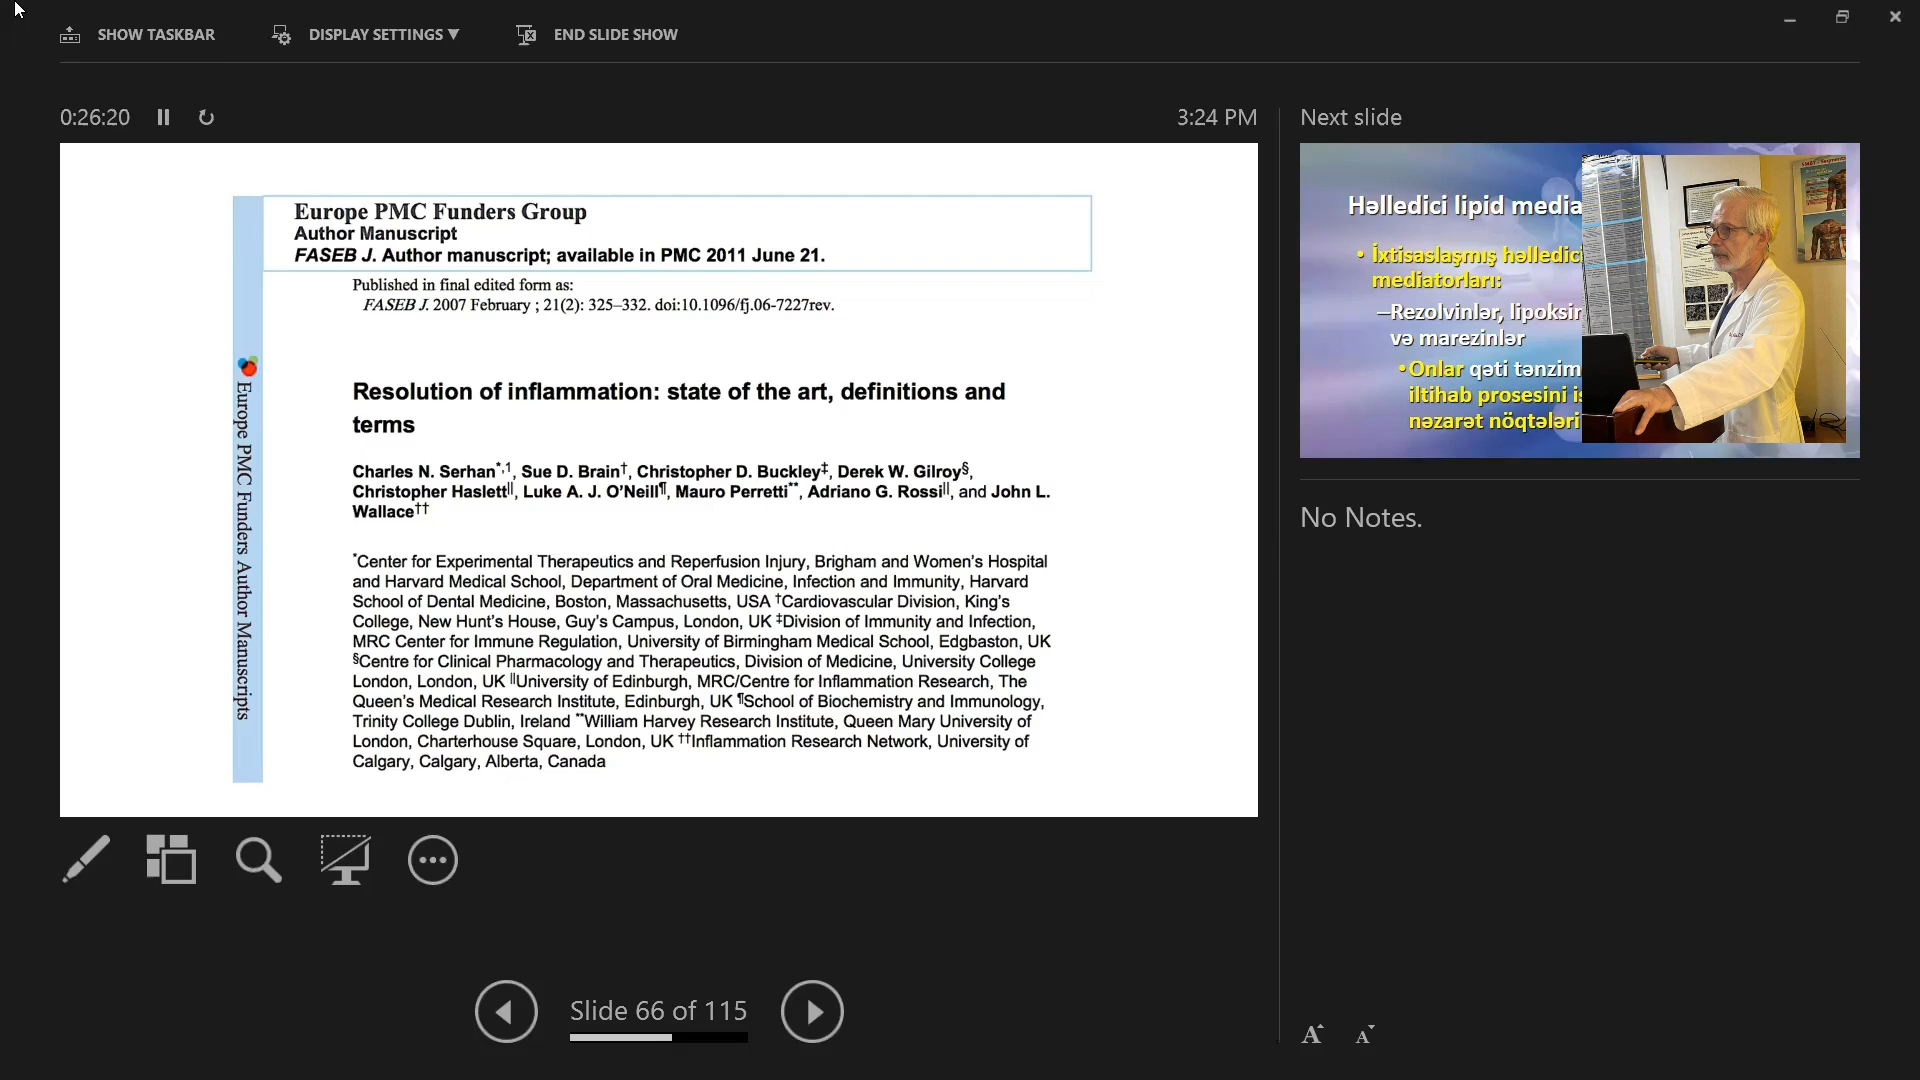 SHOW TASKBAR
DISPLAY SETTINGS ▼
END SLIDE SHOW
0:26:20
3:24 PM
Next slide
Europe PMC Funders Group
Author Manuscript
FASEB J. Author manuscript; available in PMC 2011 June 21.
Published in final edited form as:
FASEB J. 2007 February ; 21(2): 325–332. doi:10.1096/fj.06-7227rev.
Europe PMC Funders Author Manuscripts
Resolution of inflammation: state of the art, definitions and
terms
Charles N. Serhan*,1, Sue D. Brain†, Christopher D. Buckley‡, Derek W. Gilroy§,
Christopher Haslett||, Luke A. J. O’Neill¶, Mauro Perretti**, Adriano G. Rossi||, and John L.
Wallace††
*Center for Experimental Therapeutics and Reperfusion Injury, Brigham and Women’s Hospital
and Harvard Medical School, Department of Oral Medicine, Infection and Immunity, Harvard
School of Dental Medicine, Boston, Massachusetts, USA †Cardiovascular Division, King’s
College, New Hunt’s House, Guy’s Campus, London, UK ‡Division of Immunity and Infection,
MRC Center for Immune Regulation, University of Birmingham Medical School, Edgbaston, UK
§Centre for Clinical Pharmacology and Therapeutics, Division of Medicine, University College
London, London, UK ||University of Edinburgh, MRC/Centre for Inflammation Research, The
Queen’s Medical Research Institute, Edinburgh, UK ¶School of Biochemistry and Immunology,
Trinity College Dublin, Ireland **William Harvey Research Institute, Queen Mary University of
London, Charterhouse Square, London, UK ††Inflammation Research Network, University of
Calgary, Calgary, Alberta, Canada
Həlledici lipid media
• İxtisaslaşmış həlledici
mediatorları:
–Rezolvinlər, lipoksin
və marezinlər
•Onlar qəti tənzim
iltihab prosesini
nəzarət nöqtələri
No Notes.
Slide 66 of 115